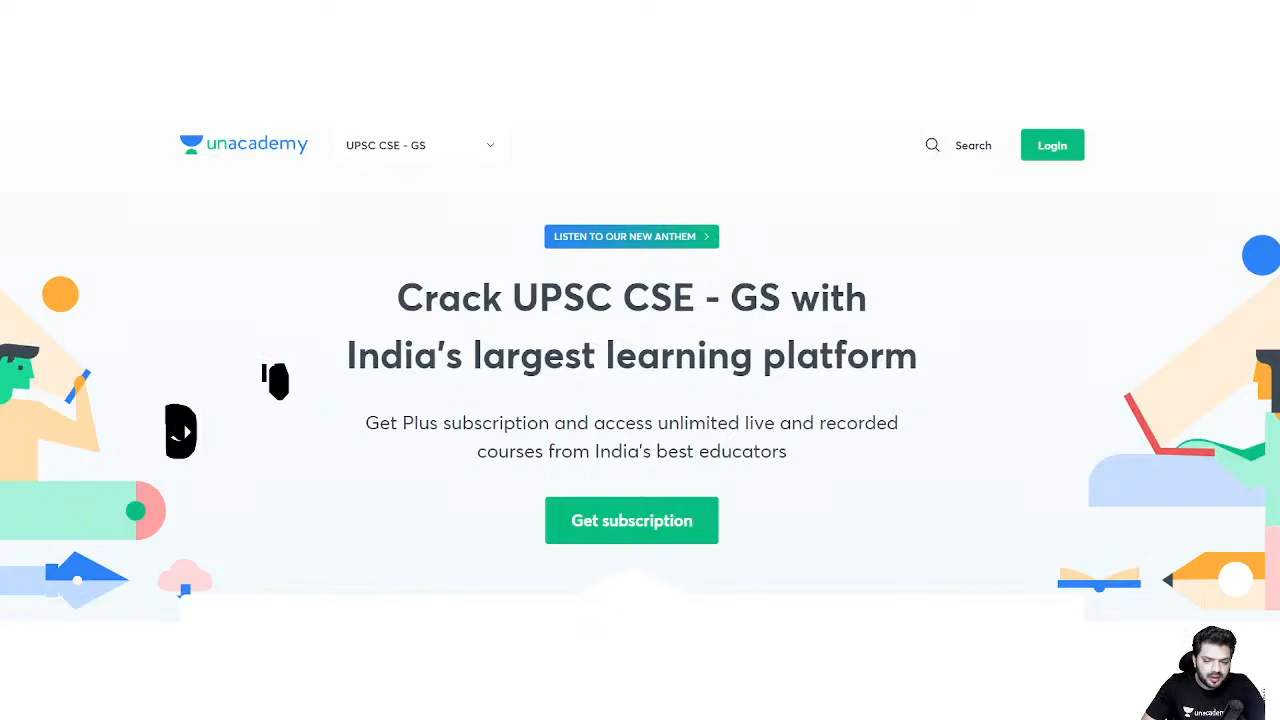 unacademy
UPSC CSE - GS
Search
Login
LISTEN TO OUR NEW ANTHEM
Crack UPSC CSE - GS with
India's largest learning platform
Get Plus subscription and access unlimited live and recorded
courses from India's best educators
Get subscription
unacademy